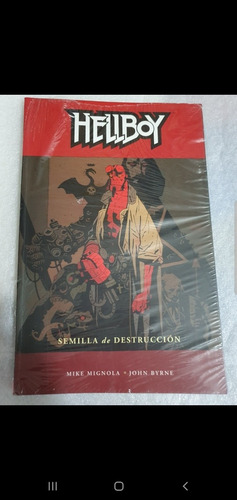 HELLBOY
SEMILLA de DESTRUCCIÓN
MIKE MIGNOLA • JOHN BYRNE